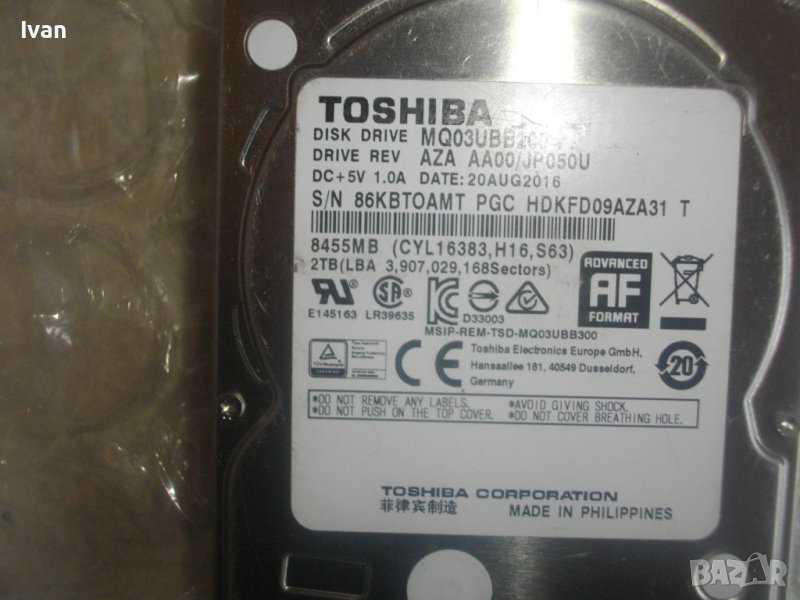 Ivan
TOSHIBA
DISK DRIVE
DRIVE REV AZA AA00/JP050U
DC+5V 1.0A DATE:20AUG2016
S/N 86KBTOAMT PGC HDKFD09AZA31 T
8455MB (CYL16383,H16,S63)
2TB(LBA 3,907,029,168Sectors)
ADVANCED
AF
FORMAT
E145163 LR39635 D33003
MSIP-REM-TSD-MQ03UBB300
Toshiba Electronics Europe GmbH,
Hansaallee 181, 40549 Dusseldorf,
Germany
20
*DO NOT REMOVE ANY LABELS. *AVOID GIVING SHOCK.
*DO NOT PUSH ON THE TOP COVER. *DO NOT COVER BREATHING HOLE.
TOSHIBA CORPORATION
菲律宾制造 MADE IN PHILIPPINES
BAZAR